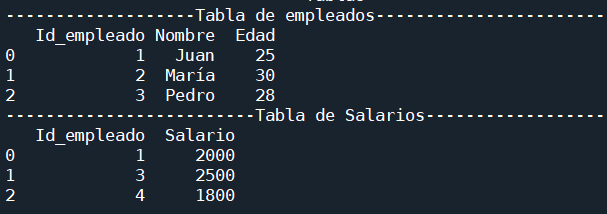 -------------------Tabla de empleados-----------------------
Id_empleado Nombre Edad
0 1 Juan 25
1 2 María 30
2 3 Pedro 28
-------------------------Tabla de Salarios------------------
Id_empleado Salario
0 1 2000
1 3 2500
2 4 1800